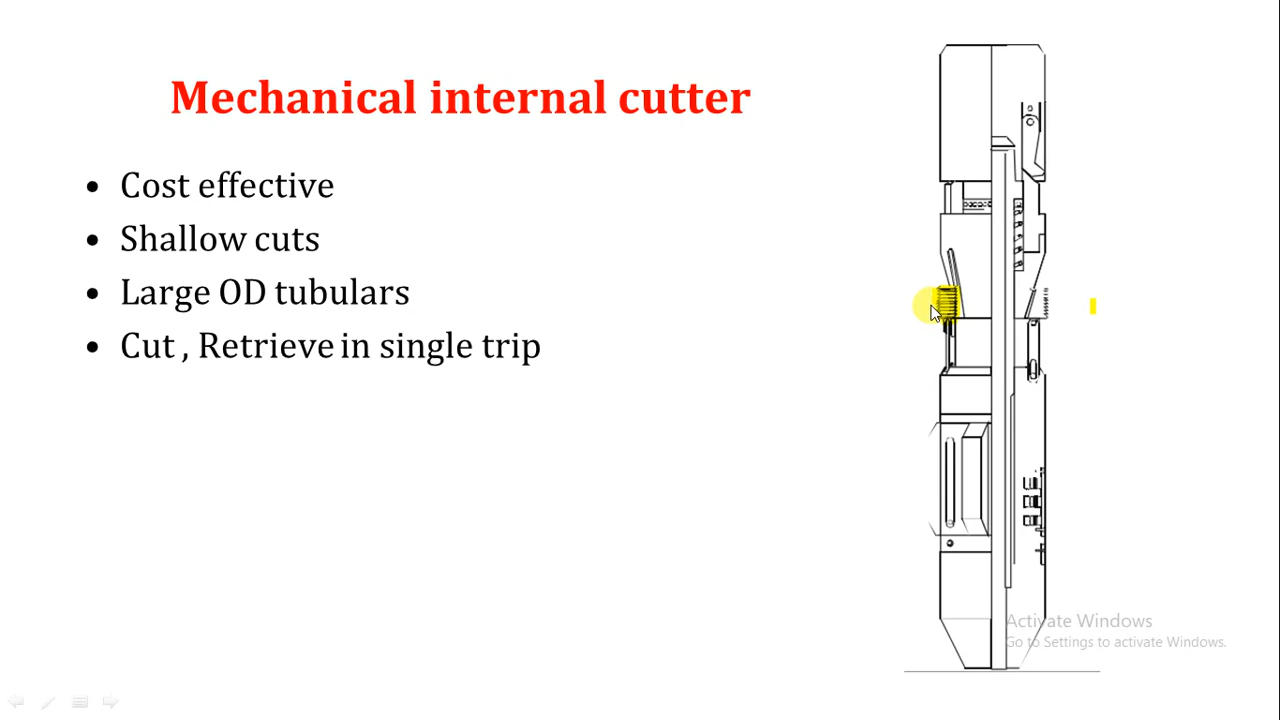 Mechanical internal cutter
• Cost effective
• Shallow cuts
• Large OD tubulars
• Cut , Retrieve in single trip
Activate Windows
Go to Settings to activate Windows.